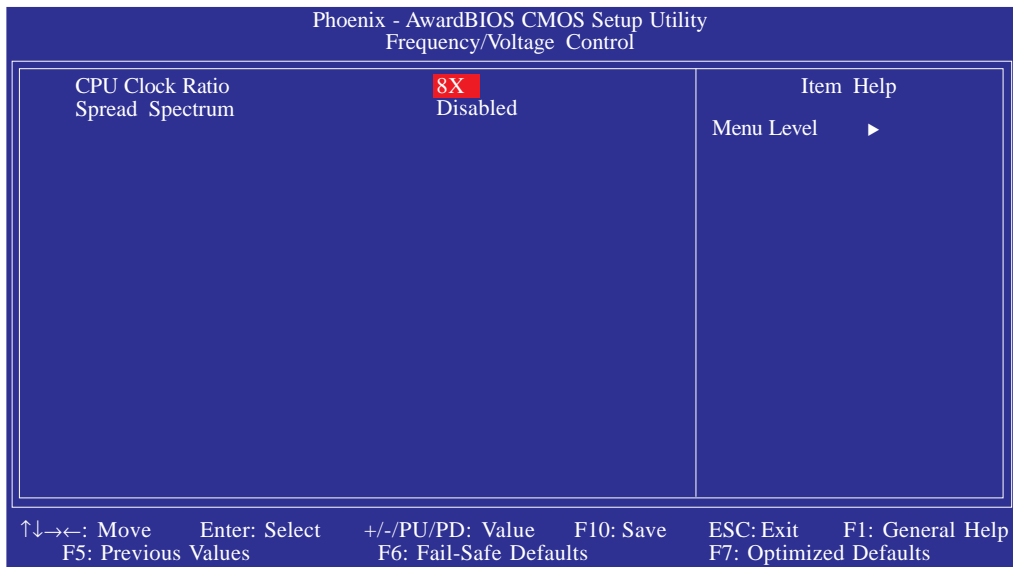 Phoenix - AwardBIOS CMOS Setup Utility
Frequency/Voltage Control
CPU Clock Ratio 8X
Spread Spectrum Disabled
Item Help
Menu Level ►
↑↓→←: Move Enter: Select +/-/PU/PD: Value F10: Save ESC: Exit F1: General Help
F5: Previous Values F6: Fail-Safe Defaults F7: Optimized Defaults